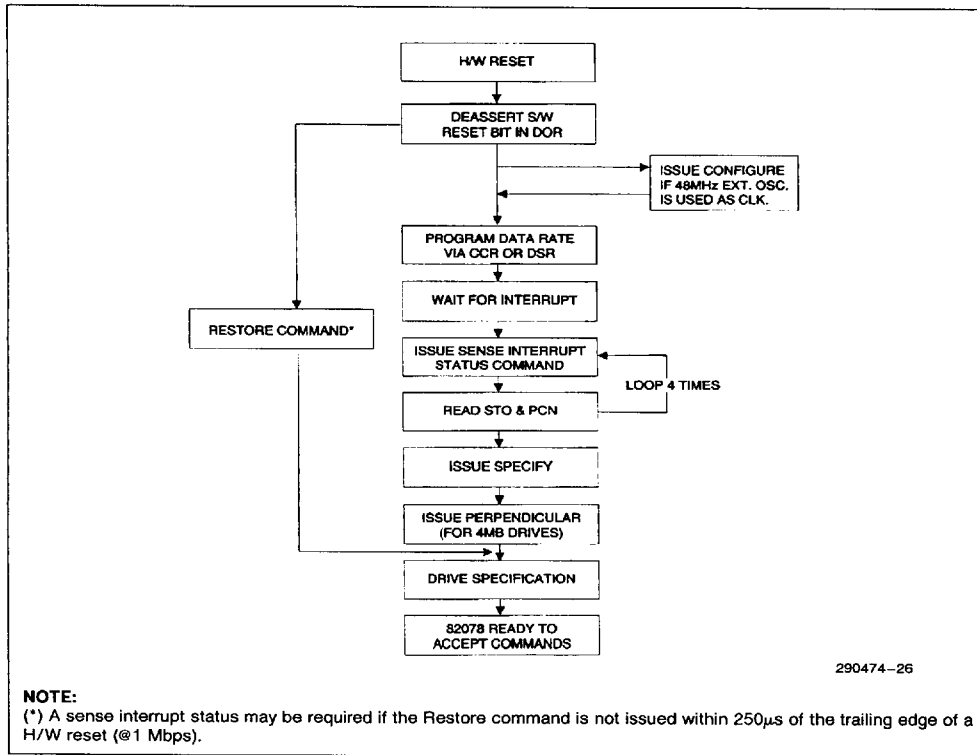 H/W RESET
DEASSERT S/W
RESET BIT IN DOR
ISSUE CONFIGURE
IF 48MHz EXT. OSC.
IS USED AS CLK.
PROGRAM DATA RATE
VIA CCR OR DSR
WAIT FOR INTERRUPT
RESTORE COMMAND*
ISSUE SENSE INTERRUPT
STATUS COMMAND
LOOP 4 TIMES
READ STO & PCN
ISSUE SPECIFY
ISSUE PERPENDICULAR
(FOR 4MB DRIVES)
DRIVE SPECIFICATION
82078 READY TO
ACCEPT COMMANDS
290474–26
NOTE:
(*) A sense interrupt status may be required if the Restore command is not issued within 250µs of the trailing edge of a
H/W reset (@1 Mbps).